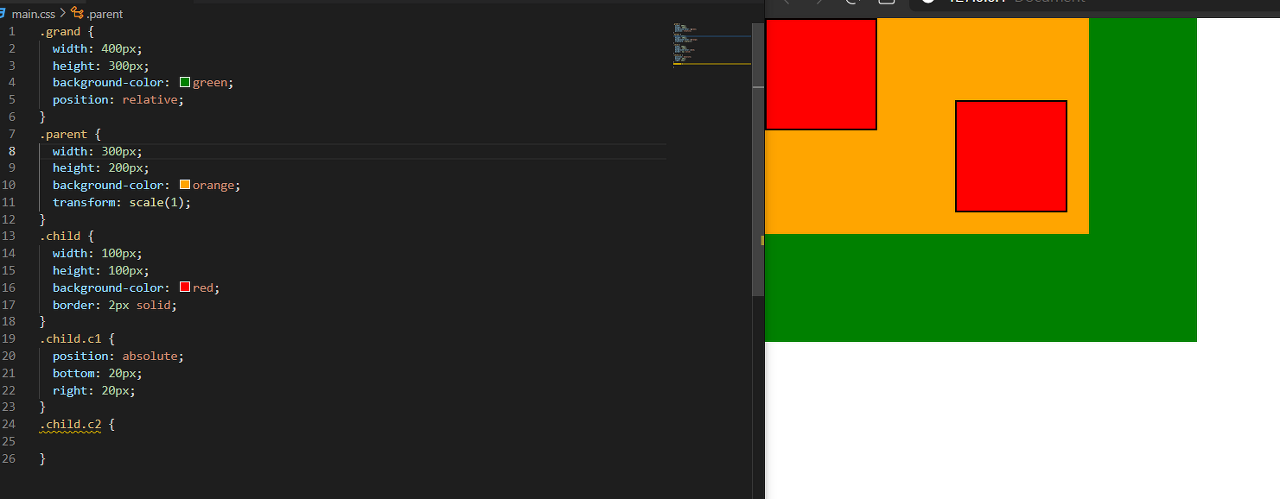 main.css > .parent
1 .grand {
2 width: 400px;
3 height: 300px;
4 background-color: green;
5 position: relative;
6 }
7 .parent {
8 width: 300px;
9 height: 200px;
10 background-color: orange;
11 transform: scale(1);
12 }
13 .child {
14 width: 100px;
15 height: 100px;
16 background-color: red;
17 border: 2px solid;
18 }
19 .child.c1 {
20 position: absolute;
21 bottom: 20px;
22 right: 20px;
23 }
24 .child.c2 {
25
26 }
Document